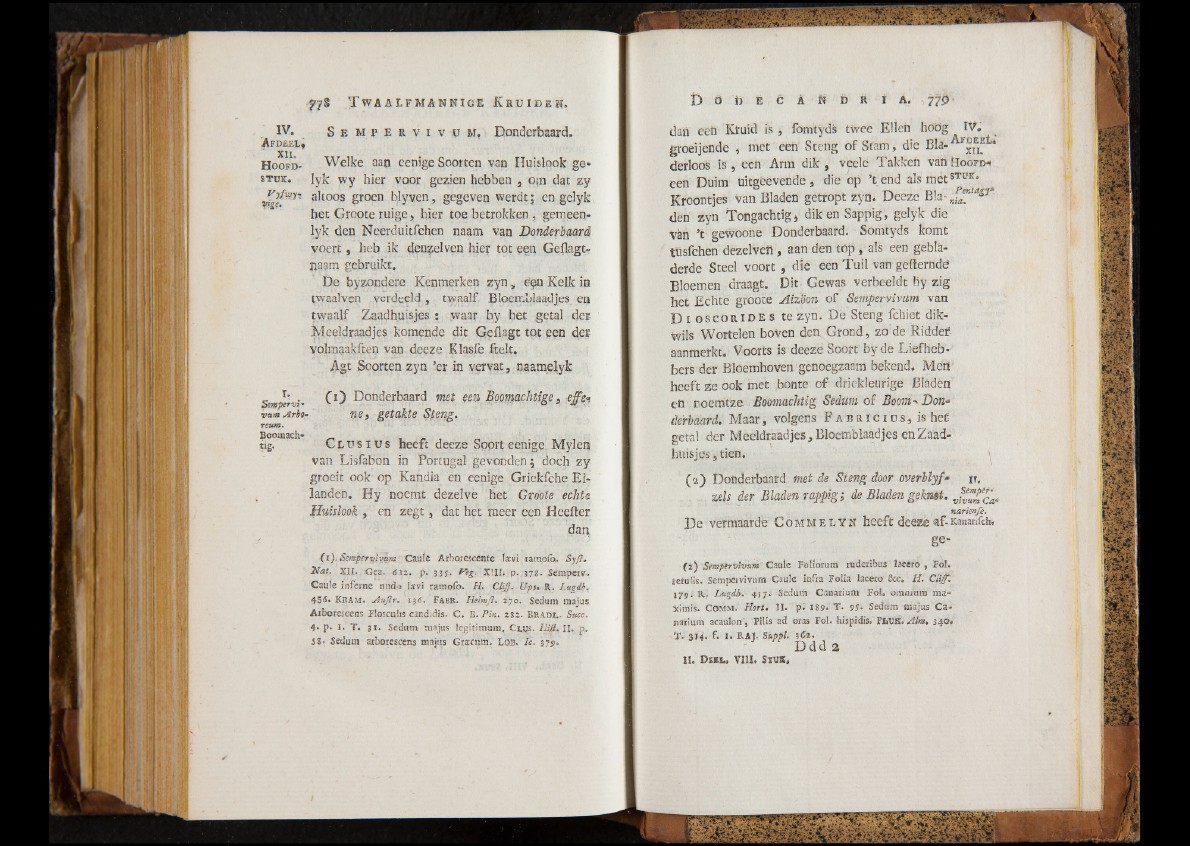 778 TWAALFMANNIGE KRUIDEN.
IV.
AFDEEL.
XII.
HOOFD-
STUK.
Vyfwy-
vige.
SEMPERVIVUM. Donderbaard.
Welke aan eenige Soorten van Huislook ge-
lyk wy hier voor gezien hebben, om dat zy
altoos groen blyven, gegeven werdt; en gelyk
het Groote ruige, hier toe betrokken, gemeen-
lyk den Neerduitſchen naam van Donderbaard
voert, heb ik denzelven hier tot een Geſlagt-
naam gebruikt.
De byzondere Kenmerken zyn, een Kelk in
twaalven verdeeld, twaalf Bloemblaadjes en
twaalf Zaadhuisjes: waar by het getal der
Meeldraadjes komende dit Geſlagt tot een der
volmaakſten van deeze Klasſe ſtelt.
Agt Soorten zyn 'er in vervat, naamelyk
I.
Sempervi-
vum Arbo-
reum.
Boomach-
tig.
(1) Donderbaard met een Boomachtige, effe-
ne, getakte Steng.
CLUSIUS heeft deeze Soort eenige Mylen
van Lisſabon in Portugal gevonden; doch zy
groeit ook op Kandia en eenige Griekſche Ei-
landen. Hy noemt dezelve het Groote echte
Huislook, en zegt, dat het meer een Heeſter
dan
(1) Sempervivum Caule Arborescente lævi ramoſo. Syſt.
Nat. XII. Gen. 612. p. 335. Veg. XIII. p. 378. Semperv.
Caule inferne nudo lævi ramoſo. H. Cliff. Ups. R. Lugdb.
456. KRAM. Auſtr. 136. FABR. Helmſt. 270. Sedum majus
Arborescens Flosculis candidis. C. B. Pin. 282. BRADL. Succ.
4. p. 1. T. 31. Sedum majus legitimum. CLUS. Hiſt. II. p.
58. Sedum arborescens majus Græcum. LOB. Ic. 379.
DODECANDRIA. 779
IV.
AFDEEL.
XII.
HOOFD-
STUK.
Pentagy-
nia.
dan een Kruid is, ſomtyds twee Ellen hoog
groeijende, met een Steng of Stam, die Bla-
derloos is, een Arm dik, veele Takken van
een Duim uitgeevende, die op 't end als met
Kroontjes van Bladen getropt zyn. Deeze Bla-
den zyn Tongachtig, dik en Sappig, gelyk die
van 't gewoone Donderbaard. Somtyds komt
tusſchen dezelven, aan den top, als een gebla-
derde Steel voort, die een Tuil van geſternde
Bloemen draagt. Dit Gewas verbeeldt hy zig
het Echte groote Aizöon of Sempervivum van
DIOSCORIDES te zyn. De Steng ſchiet dik-
wils Wortelen boven den Grond, zo de Ridder
aanmerkt. Voorts is deeze Soort by de Liefheb-
bers der Bloemhoven genoegzaam bekend. Men
heeft ze ook met bonte of driekleurige Bladen
en noemtze Boomachtig Sedum of Boom-Don-
derbaard. Maar, volgens FABRICIUS, is het
getal der Meeldraadjes, Bloemblaadjes en Zaad-
huisjes, tien.
(2) Donderbaard met de Steng door overblyf-
zels der Bladen rappig; de Bladen geknot.
II.
Semper-
vivum Ca-
nariense.
Kanariſch.
De vermaarde COMMELYN heeft deeze af-
ge-
(2) Sempervivum Caule Foliorum ruderibus lacero, Fol.
retuſis. Sempervivum Caule infra Folia lacero &c. H. Cliff.
179. R. Lugdb. 457. Sedum Canarium Fol. omnium ma-
ximis. COMM. Hort. II. p. 189. T. 95. Sedum majus Ca-
narium acaulon, Pilis ad oras Fol. hispidis. PLUK. Alm. 340.
T. 314. f. 1. RAJ. Suppl. 362.
Ddd 2
II. DEEL. VIII. STUK.